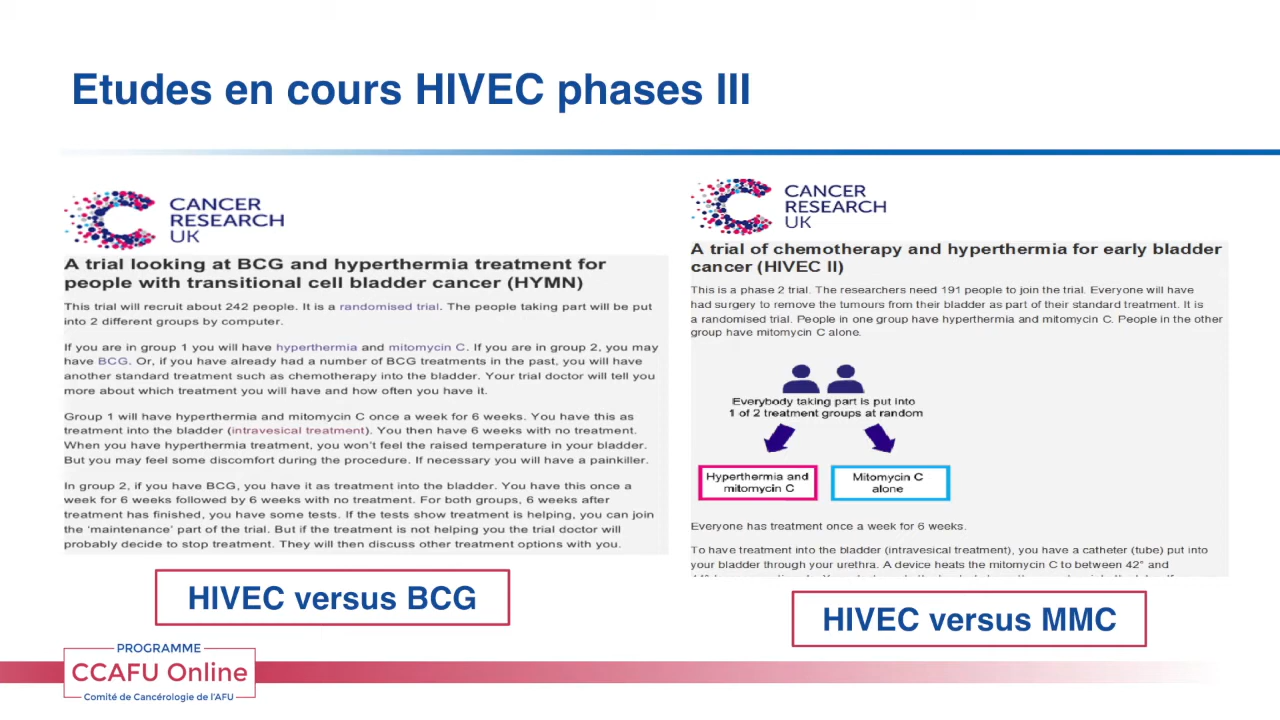 Etudes en cours HIVEC phases III
CANCER
RESEARCH
UK
A trial looking at BCG and hyperthermia treatment for
people with transitional cell bladder cancer (HYMN)
This trial will recruit about 242 people. It is a randomised trial. The people taking part will be put
into 2 different groups by computer.
If you are in group 1 you will have hyperthermia and mitomycin C. If you are in group 2, you may
have BCG. Or, if you have already had a number of BCG treatments in the past, you will have
another standard treatment such as chemotherapy into the bladder. Your trial doctor will tell you
more about which treatment you will have and how often you have it.
Group 1 will have hyperthermia and mitomycin C once a week for 6 weeks. You have this as
treatment into the bladder (intravesical treatment). You then have 6 weeks with no treatment.
When you have hyperthermia treatment, you won't feel the raised temperature in your bladder.
But you may feel some discomfort during the procedure. If necessary you will have a painkiller.
In group 2, if you have BCG, you have it as treatment into the bladder. You have this once a
week for 6 weeks followed by 6 weeks with no treatment. For both groups, 6 weeks after
treatment has finished, you have some tests. If the tests show treatment is helping, you can join
the 'maintenance' part of the trial. But if the treatment is not helping you the trial doctor will
probably decide to stop treatment. They will then discuss other treatment options with you.
HIVEC versus BCG
CANCER
RESEARCH
UK
A trial of chemotherapy and hyperthermia for early bladder
cancer (HIVEC II)
This is a phase 2 trial. The researchers need 191 people to join the trial. Everyone will have
had surgery to remove the tumours from their bladder as part of their standard treatment. It is
a randomised trial. People in one group have hyperthermia and mitomycin C. People in the other
group have mitomycin C alone.
Everybody taking part is put into
1 of 2 treatment groups at random
Hyperthermia and
mitomycin C
Mitomycin C
alone
Everyone has treatment once a week for 6 weeks.
To have treatment into the bladder (intravesical treatment), you have a catheter (tube) put into
your bladder through your urethra. A device heats the mitomycin C to between 42° and
HIVEC versus MMC
PROGRAMME
CCAFU Online
Comité de Cancérologie de l'AFU